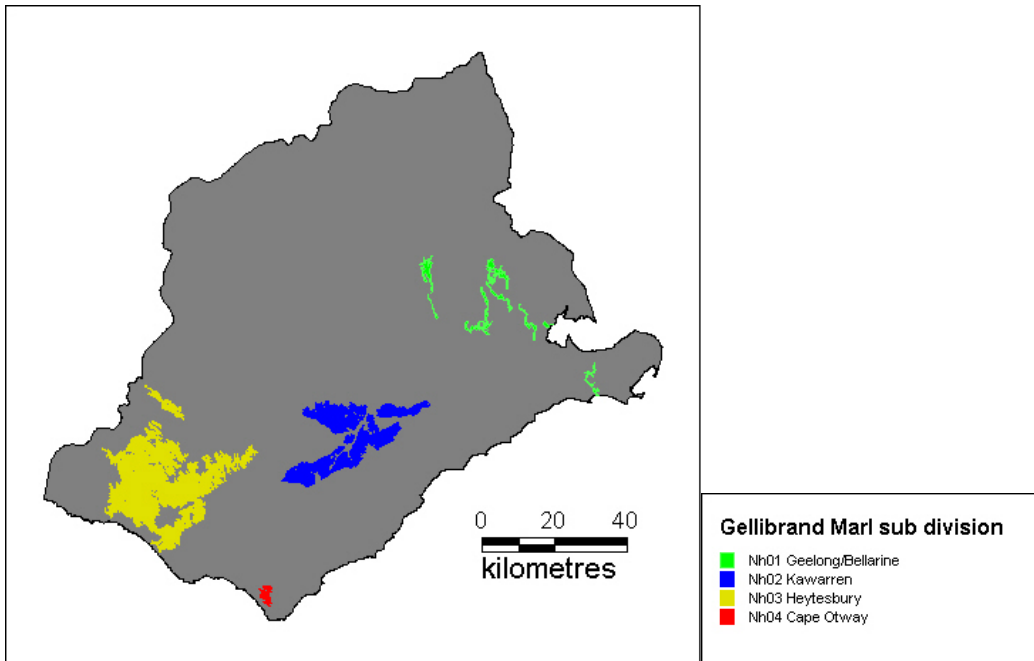 0 20 40
kilometres
Gellibrand Marl sub division
Nh01 Geelong/Bellarine
Nh02 Kawarren
Nh03 Heytesbury
Nh04 Cape Otway